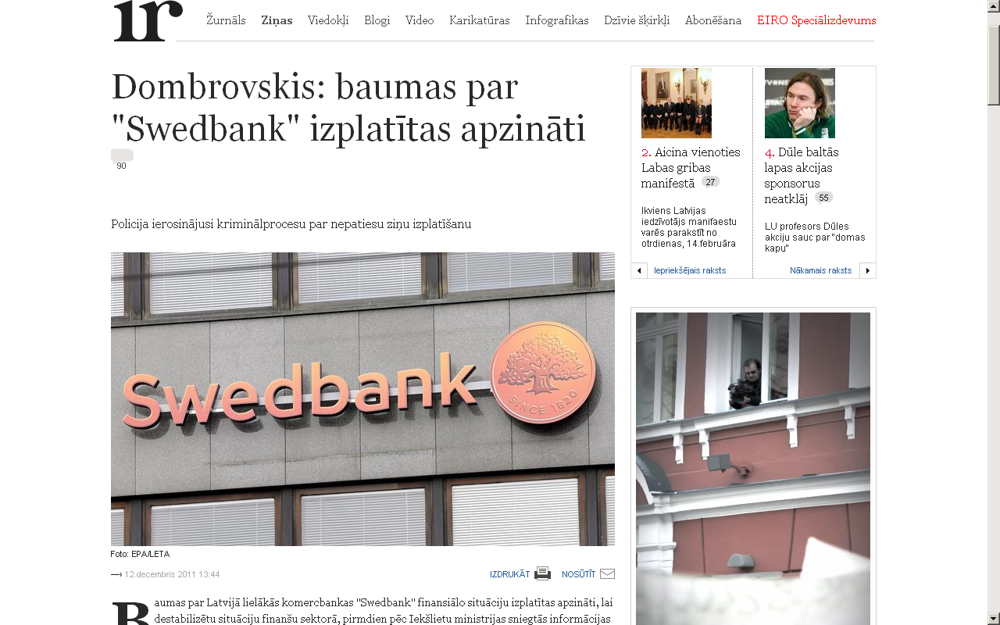 ir
Žurnāls Ziņas Viedokļi Blogi Video Karikatūras Infografikas Dzīvie šķirkļi Abonēšana EIRO Speciālizdevums
Dombrovskis: baumas par
"Swedbank" izplatītas apzināti
90
Policija ierosinājusi kriminālprocesu par nepatiesu ziņu izplatīšanu
Swedbank
SINCE 1820
Foto: EPA/LETA
12.decembris 2011 13:44
IZDRUKĀT NOSŪTĪT
Baumas par Latvijā lielākās komercbankas "Swedbank" finansiālo situāciju izplatītas apzināti, lai
destabilizētu situāciju finanšu sektorā, pirmdien pēc Iekšlietu ministrijas sniegtās informācijas
2. Aicina vienoties
Labas gribas
manifestā 27
Ikviens Latvijas
iedzīvotājs manifaestu
varēs parakstīt no
otrdienas, 14.februāra
Iepriekšējais raksts
4. Dūle baltās
lapas akcijas
sponsorus
neatklāj 55
LU profesors Dūles
akciju sauc par "domas
kapu"
Nākamais raksts